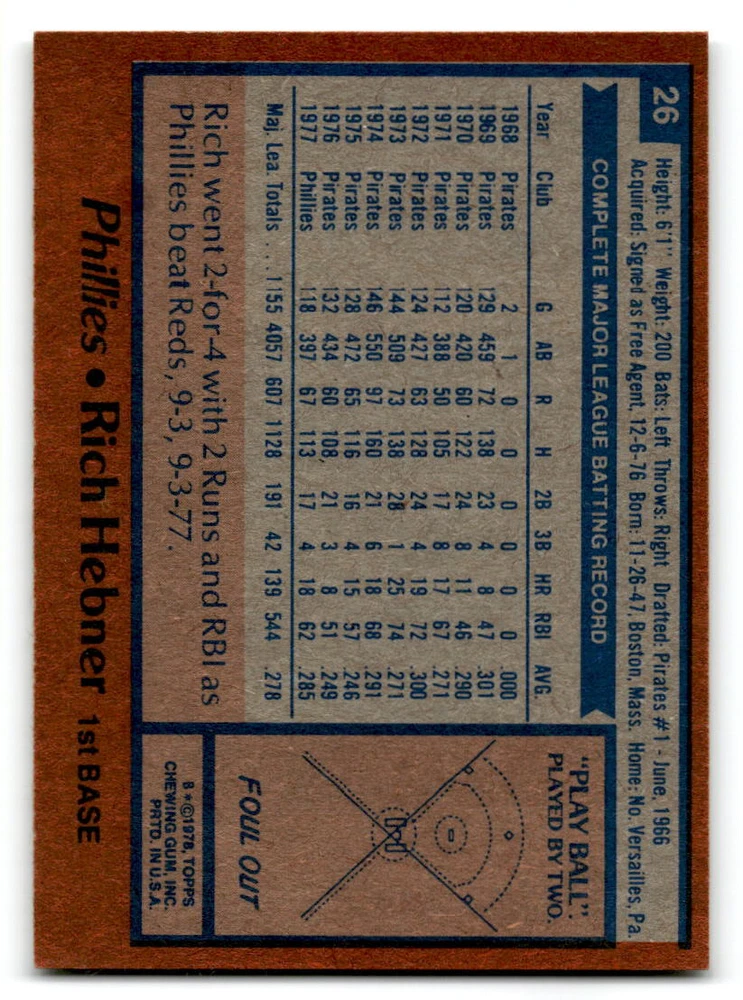 26
Height: 6'1" Weight: 200 Bats: Left Throws: Right Drafted: Pirates #1 - June, 1966
Acquired: Signed as Free Agent, 12-6-76 Born: 11-26-47, Boston, Mass. Home: No. Versailles, Pa.
COMPLETE MAJOR LEAGUE BATTING RECORD
Year Club G AB R H 2B 3B HR RBI AVG.
1968 Pirates 2 1 0 0 0 0 0 0 .000
1969 Pirates 129 459 72 138 23 4 8 47 .301
1970 Pirates 120 420 60 122 24 8 11 46 .290
1971 Pirates 112 388 50 105 17 8 17 67 .271
1972 Pirates 124 427 63 128 24 4 19 72 .300
1973 Pirates 144 509 73 138 28 1 25 74 .271
1974 Pirates 146 550 97 160 21 6 18 68 .291
1975 Pirates 128 472 65 116 16 4 15 57 .246
1976 Pirates 132 434 60 108 21 3 8 51 .249
1977 Phillies 118 397 67 113 17 4 18 62 .285
Maj. Lea. Totals . . . 1155 4057 607 1128 191 42 139 544 .278
Rich went 2-for-4 with 2 Runs and RBI as
Phillies beat Reds, 9-3, 9-3-77.
"PLAY BALL".
PLAYED BY TWO.
FOUL OUT
B * © 1978, TOPPS
CHEWING GUM, INC.
PRTD. IN U.S.A.
Phillies • Rich Hebner 1st BASE